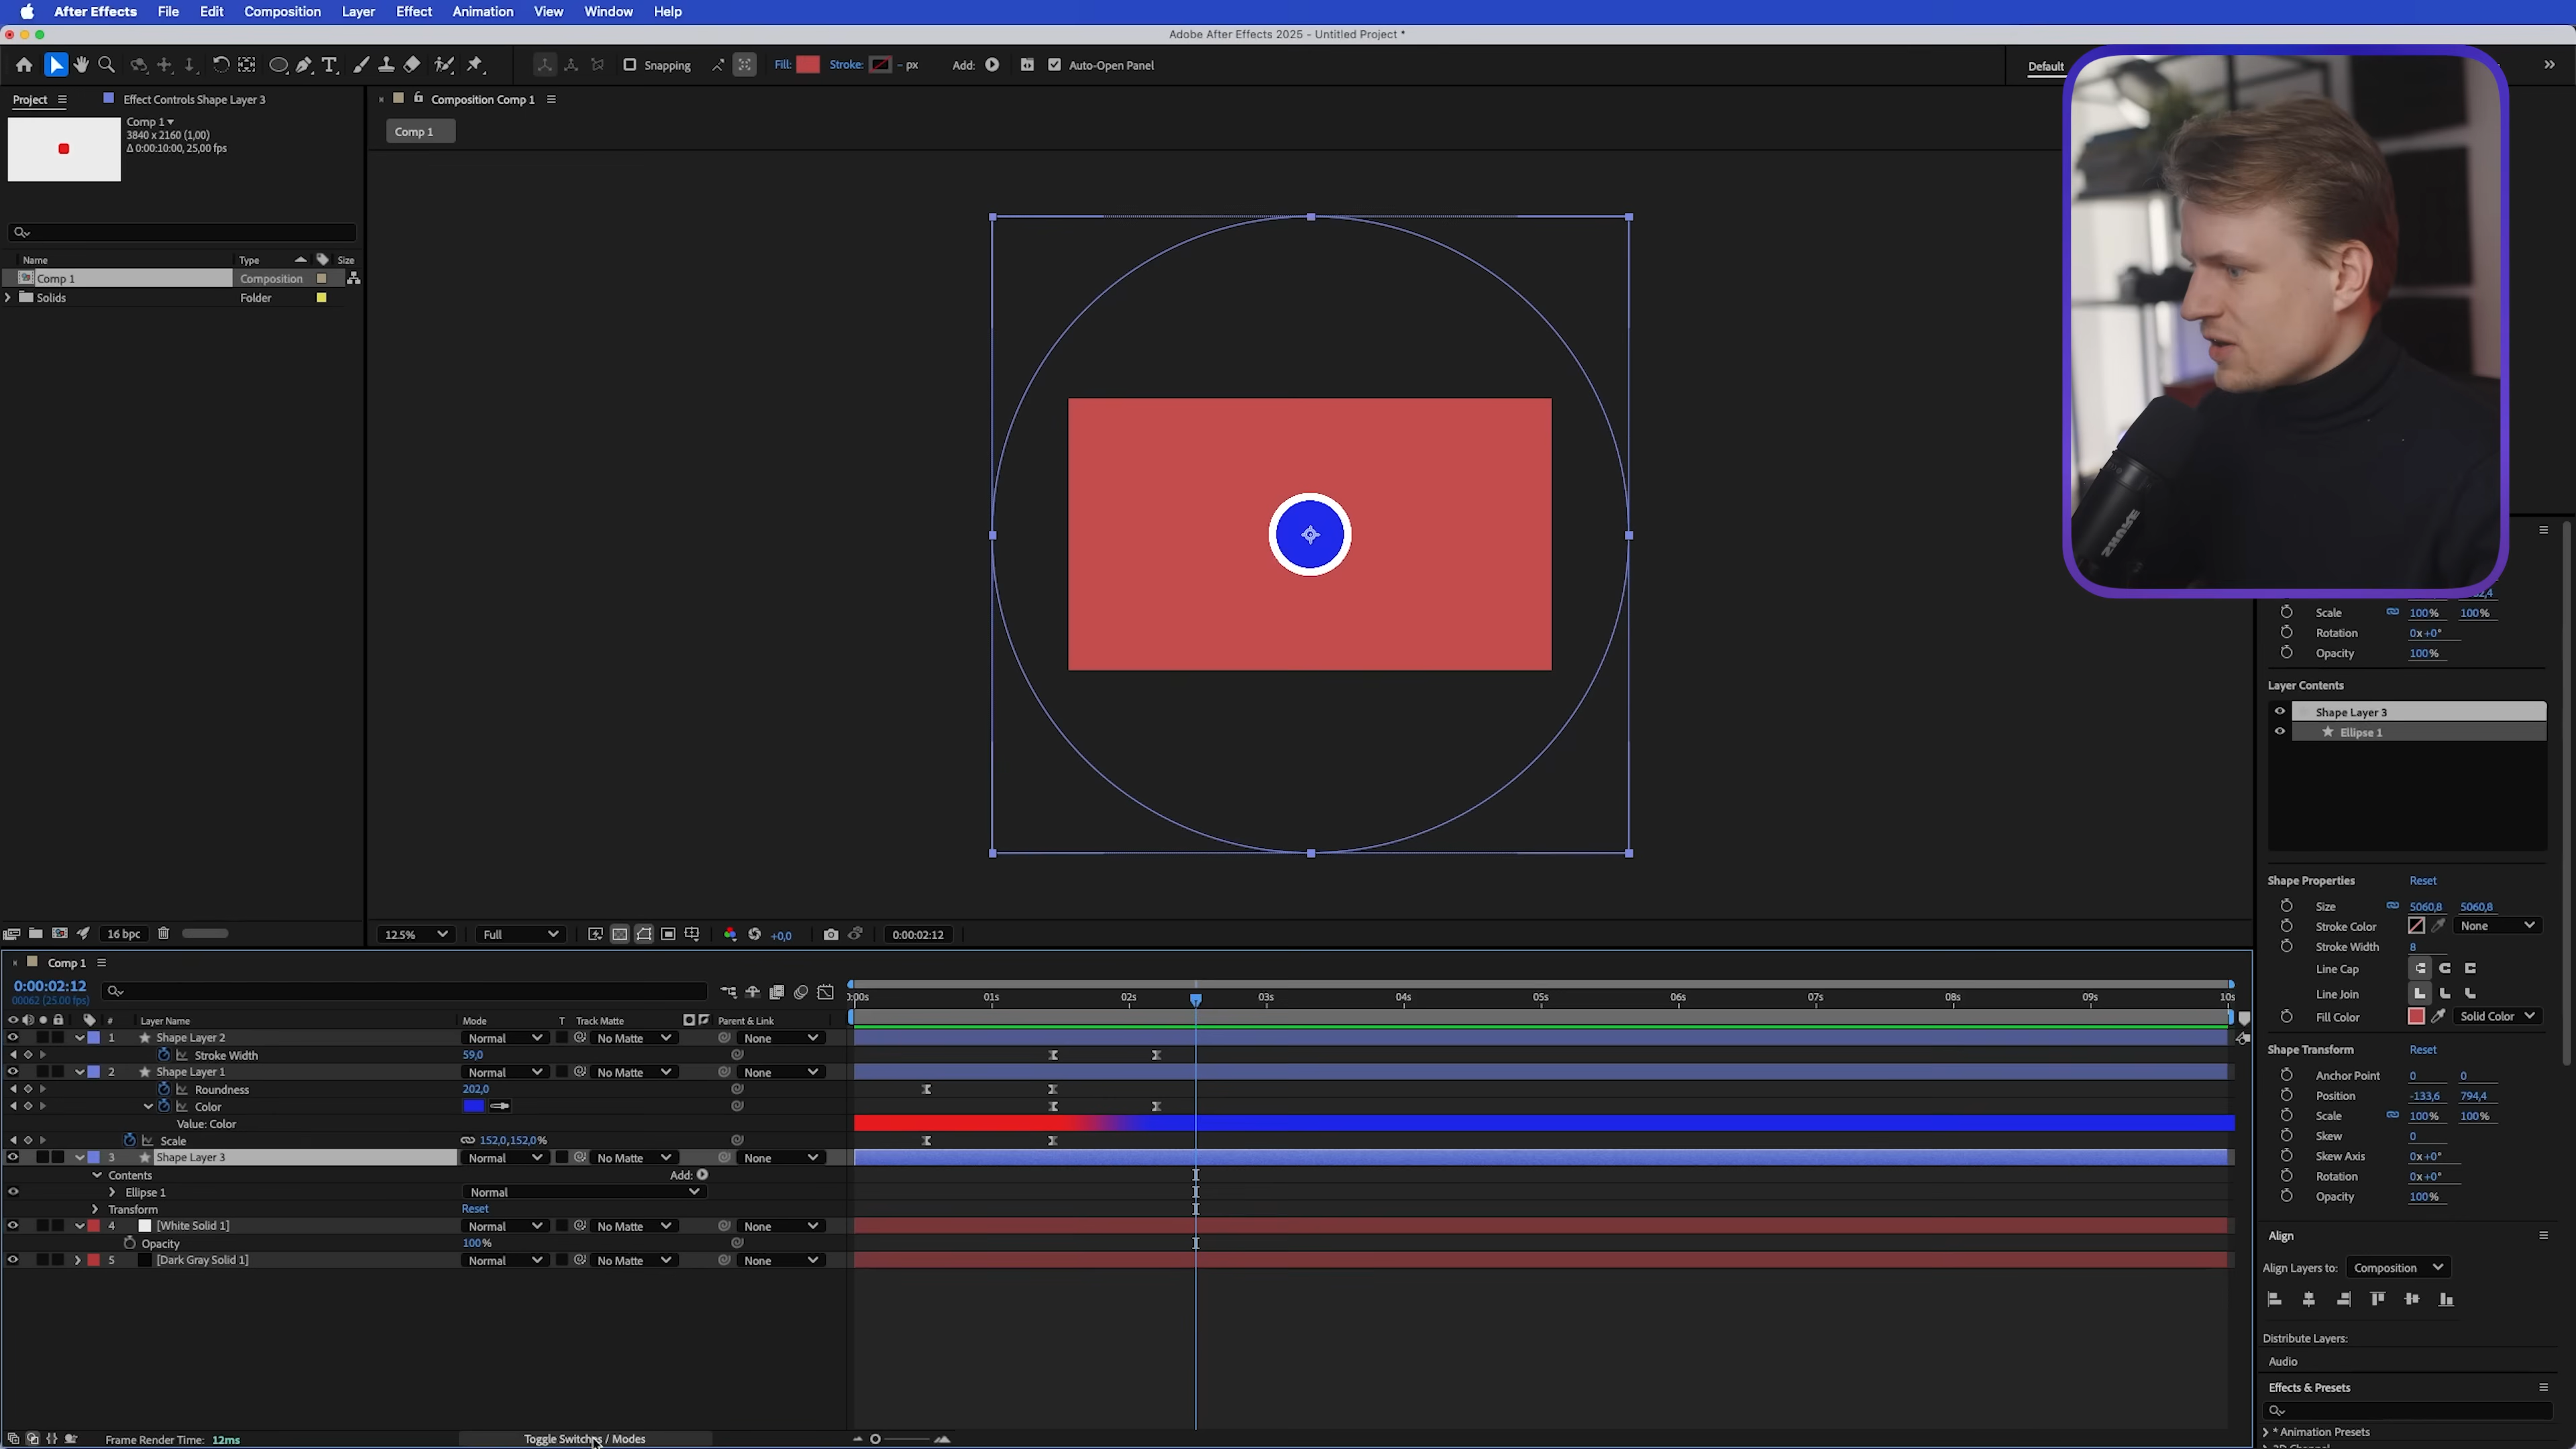 After Effects File Edit Composition Layer Effect Animation View Window Help
Adobe After Effects 2025 - Untitled Project *
Snapping Fill: Stroke: - px Add: Auto-Open Panel Default
Project Effect Controls Shape Layer 3 Composition Comp 1
Comp 1
3840 x 2160 (1,00)
Δ 0:00:10:00, 25,00 fps
Comp 1
Name Type Size
Comp 1 Composition
Solids Folder
Scale 100% 100%
Rotation 0x+0°
Opacity 100%
Layer Contents
Shape Layer 3
Ellipse 1
Shape Properties Reset
Size 5060,8 5060,8
Stroke Color None
Stroke Width 8
Line Cap
Line Join
Fill Color Solid Color
Shape Transform Reset
Anchor Point 0 0
Position -133,6 794,4
Scale 100% 100%
Skew 0
Skew Axis 0x+0°
Rotation 0x+0°
Opacity 100%
Align
Align Layers to: Composition
Distribute Layers:
Audio
Effects & Presets
* Animation Presets
16 bpc 12.5% Full +0,0 0:00:02:12
Comp 1
0:00:02:12
00062 (25.00 fps)
0:00s 01s 02s 03s 04s 05s 06s 07s 08s 09s 10s
# Layer Name Mode T Track Matte Parent & Link
1 Shape Layer 2 Normal No Matte None
Stroke Width 59,0
2 Shape Layer 1 Normal No Matte None
Roundness 202,0
Color
Value: Color
Scale 152,0,152,0%
3 Shape Layer 3 Normal No Matte None
Contents Add:
Ellipse 1 Normal
Transform Reset
4 [White Solid 1] Normal No Matte None
Opacity 100%
5 [Dark Gray Solid 1] Normal No Matte None
Frame Render Time: 12ms Toggle Switches / Modes